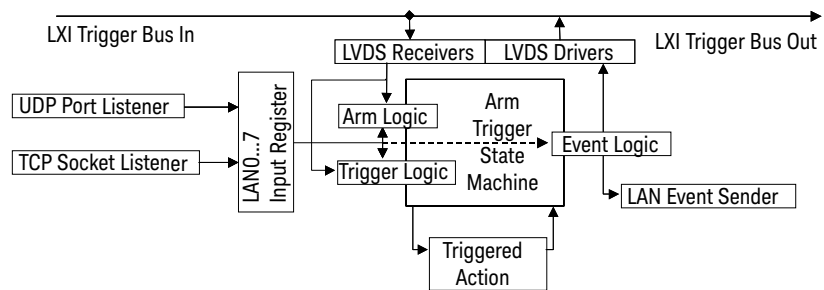 LXI Trigger Bus In
LXI Trigger Bus Out
LVDS Receivers
LVDS Drivers
UDP Port Listener
TCP Socket Listener
LAN0...7
Input Register
Arm Logic
Trigger Logic
Arm
Trigger
State
Machine
Event Logic
LAN Event Sender
Triggered
Action